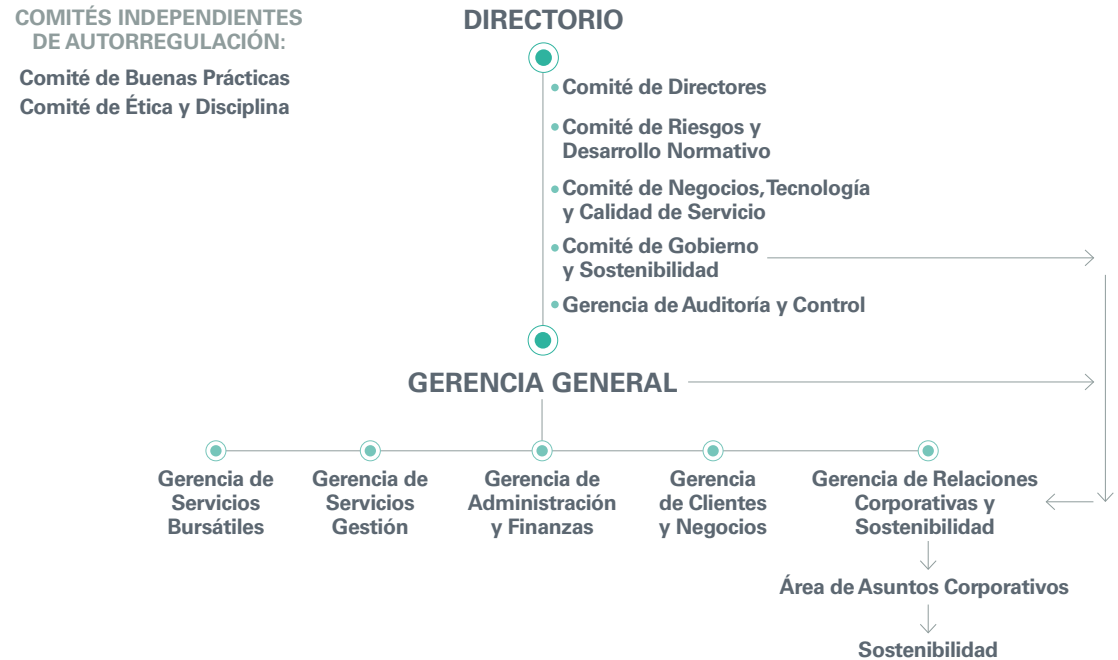 COMITÉS INDEPENDIENTES
DE AUTORREGULACIÓN:
Comité de Buenas Prácticas
Comité de Ética y Disciplina
DIRECTORIO
Comité de Directores
Comité de Riesgos y
Desarrollo Normativo
Comité de Negocios, Tecnología
y Calidad de Servicio
Comité de Gobierno
y Sostenibilidad
Gerencia de Auditoría y Control
GERENCIA GENERAL
Gerencia de
Servicios
Bursátiles
Gerencia de
Servicios
Gestión
Gerencia de
Administración
y Finanzas
Gerencia
de Clientes
y Negocios
Gerencia de Relaciones
Corporativas y
Sostenibilidad
Área de Asuntos Corporativos
Sostenibilidad